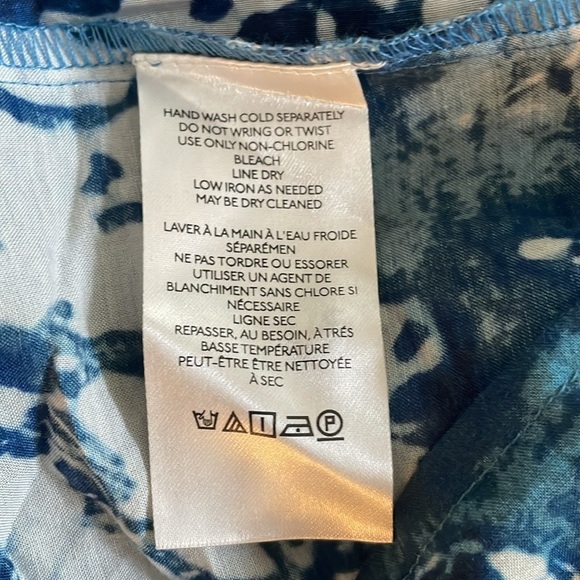 HAND WASH COLD SEPARATELY
DO NOT WRING OR TWIST
USE ONLY NON-CHLORINE
BLEACH
LINE DRY
LOW IRON AS NEEDED
MAY BE DRY CLEANED
LAVER À LA MAIN À L'EAU FROIDE
SÉPARÉMEN
NE PAS TORDRE OU ESSORER
UTILISER UN AGENT DE
BLANCHIMENT SANS CHLORE SI
NÉCESSAIRE
LIGNE SEC
REPASSER, AU BESOIN, À TRÉS
BASSE TEMPÉRATURE
PEUT-ÊTRE ÊTRE NETTOYÉE
À SEC
P